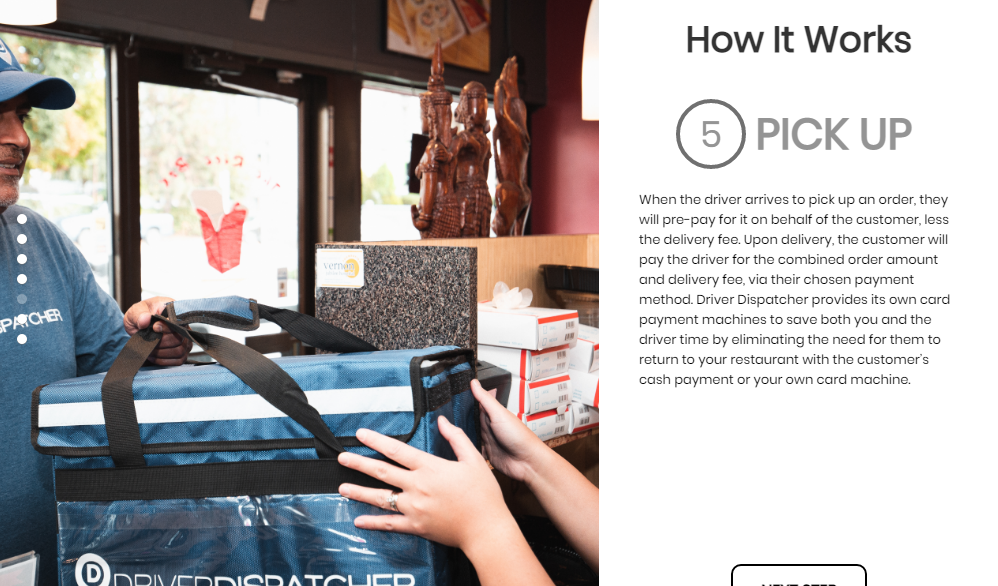 How It Works
5 PICK UP
When the driver arrives to pick up an order, they
will pre-pay for it on behalf of the customer, less
the delivery fee. Upon delivery, the customer will
pay the driver for the combined order amount
and delivery fee, via their chosen payment
method. Driver Dispatcher provides its own card
payment machines to save both you and the
driver time by eliminating the need for them to
return to your restaurant with the customer's
cash payment or your own card machine.
NEXT STEP
SPATCHER
D DRIVERDISPATCHER